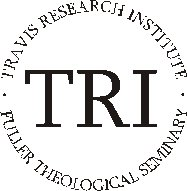 · TRAVIS RESEARCH INSTITUTE ·
TRI
FULLER THEOLOGICAL SEMINARY